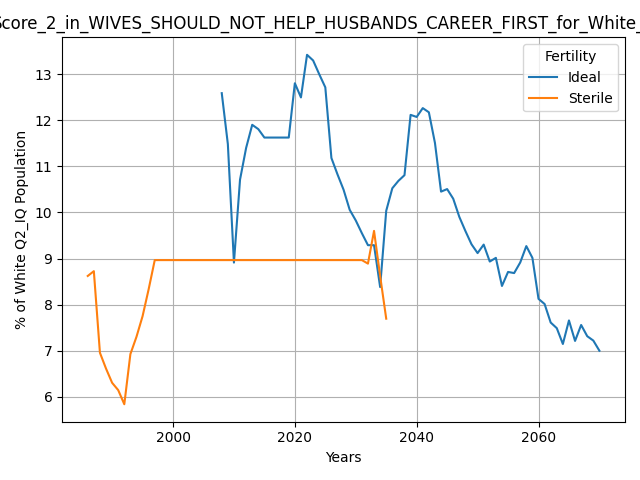 Score_2_in_WIVES_SHOULD_NOT_HELP_HUSBANDS_CAREER_FIRST_for_White_
Fertility
Ideal
Sterile
% of White Q2_IQ Population
13
12
11
10
9
8
7
6
2000
2020
2040
2060
Years